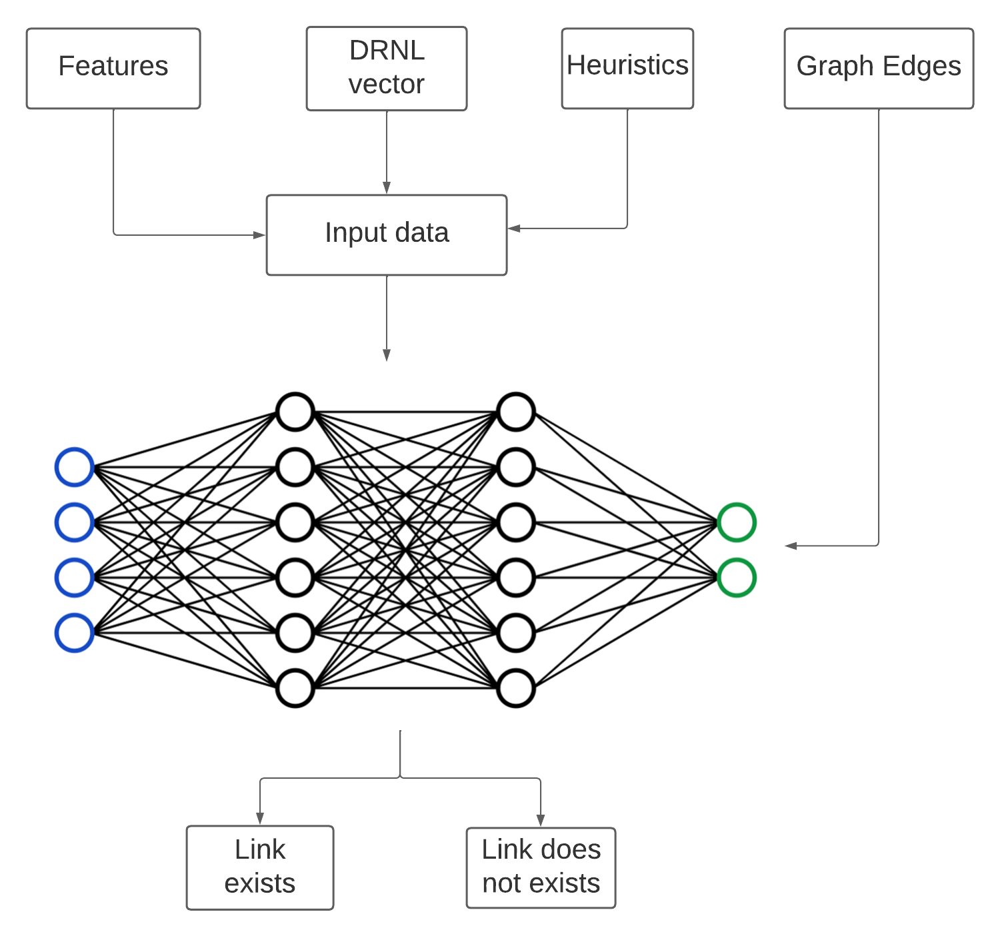 Features
DRNL
vector
Heuristics
Graph Edges
Input data
Link
exists
Link does
not exists